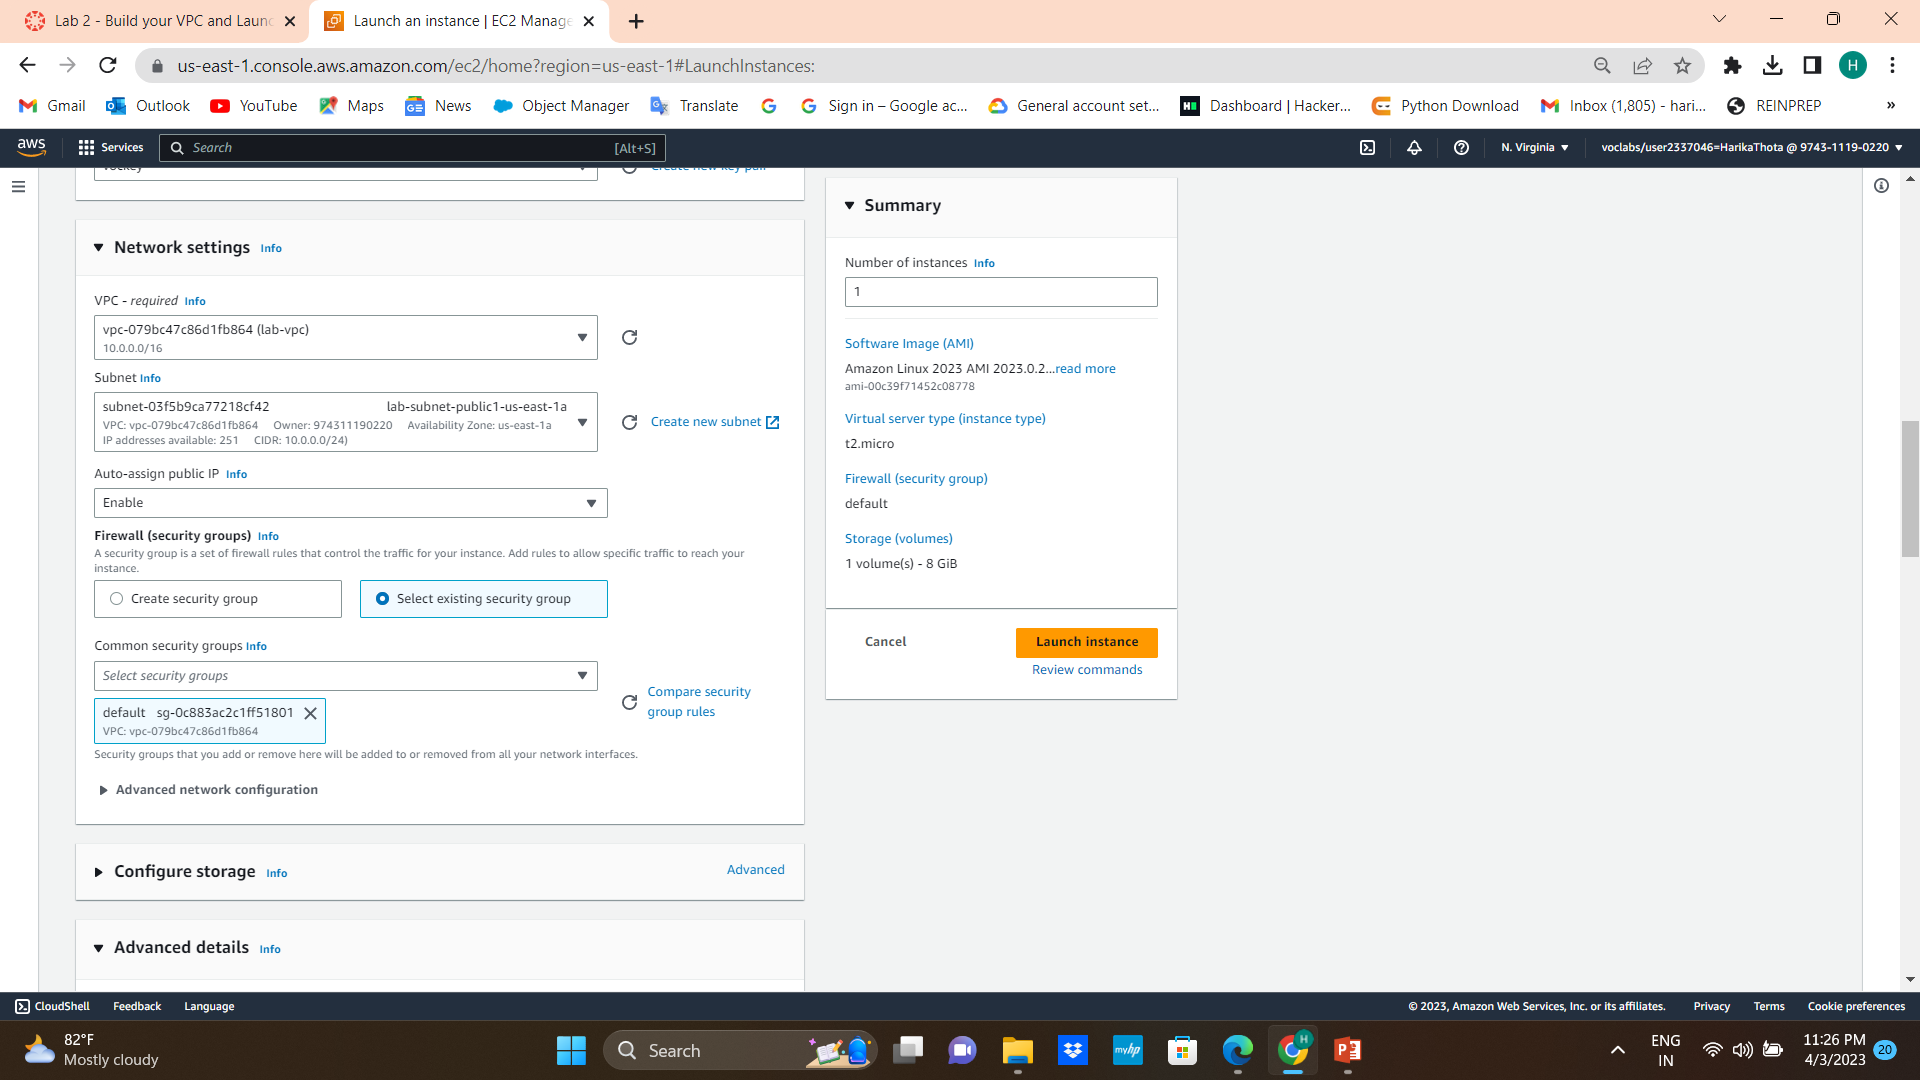 Lab 2 - Build your VPC and Laun
Launch an instance | EC2 Manage
us-east-1.console.aws.amazon.com/ec2/home?region=us-east-1#LaunchInstances:
H
Gmail
Outlook
YouTube
Maps
News
Object Manager
Translate
Sign in – Google ac...
General account set...
Dashboard | Hacker...
Python Download
Inbox (1,805) - hari...
REINPREP
»
aws
Services
Search
[Alt+S]
N. Virginia
voclabs/user2337046=HarikaThota @ 9743-1119-0220
vockey
Create new key pair
Network settings Info
VPC - required Info
vpc-079bc47c86d1fb864 (lab-vpc)
10.0.0.0/16
Subnet Info
subnet-03f5b9ca77218cf42 lab-subnet-public1-us-east-1a
VPC: vpc-079bc47c86d1fb864 Owner: 974311190220 Availability Zone: us-east-1a
IP addresses available: 251 CIDR: 10.0.0.0/24)
Create new subnet
Auto-assign public IP Info
Enable
Firewall (security groups) Info
A security group is a set of firewall rules that control the traffic for your instance. Add rules to allow specific traffic to reach your
instance.
Create security group
Select existing security group
Common security groups Info
Select security groups
default sg-0c883ac2c1ff51801
VPC: vpc-079bc47c86d1fb864
Compare security
group rules
Security groups that you add or remove here will be added to or removed from all your network interfaces.
Advanced network configuration
Configure storage Info
Advanced
Advanced details Info
Summary
Number of instances Info
1
Software Image (AMI)
Amazon Linux 2023 AMI 2023.0.2...read more
ami-00c39f71452c08778
Virtual server type (instance type)
t2.micro
Firewall (security group)
default
Storage (volumes)
1 volume(s) - 8 GiB
Cancel
Launch instance
Review commands
CloudShell
Feedback
Language
© 2023, Amazon Web Services, Inc. or its affiliates.
Privacy
Terms
Cookie preferences
82°F
Mostly cloudy
Search
myhp
H
ENG
IN
11:26 PM
4/3/2023
20